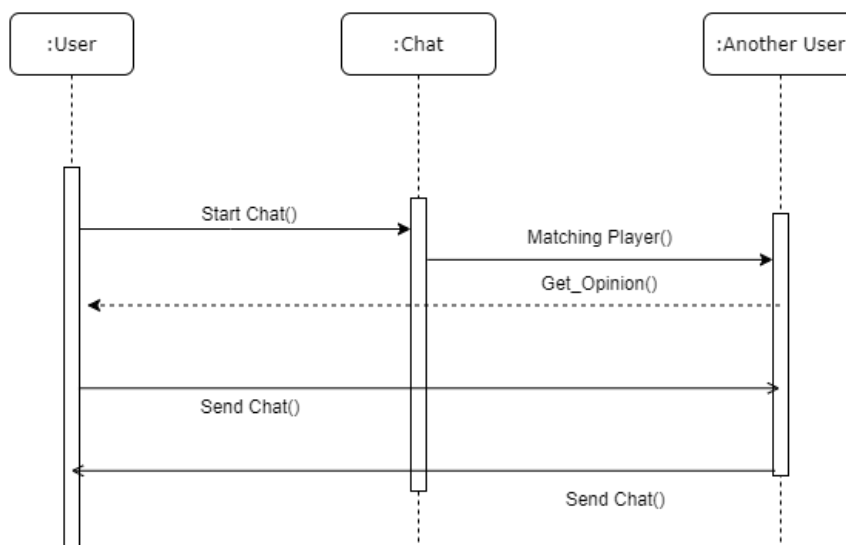 :User
:Chat
:Another User
Start Chat()
Matching Player()
Get_Opinion()
Send Chat()
Send Chat()